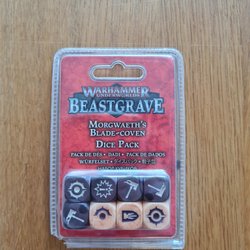 WARHAMMER
UNDERWORLDS
BEASTGRAVE
MORGWAETH'S
BLADE-COVEN
DICE PACK
PACK DE DÉS • DADI • PACK DE DADOS
WÜRFELSET •